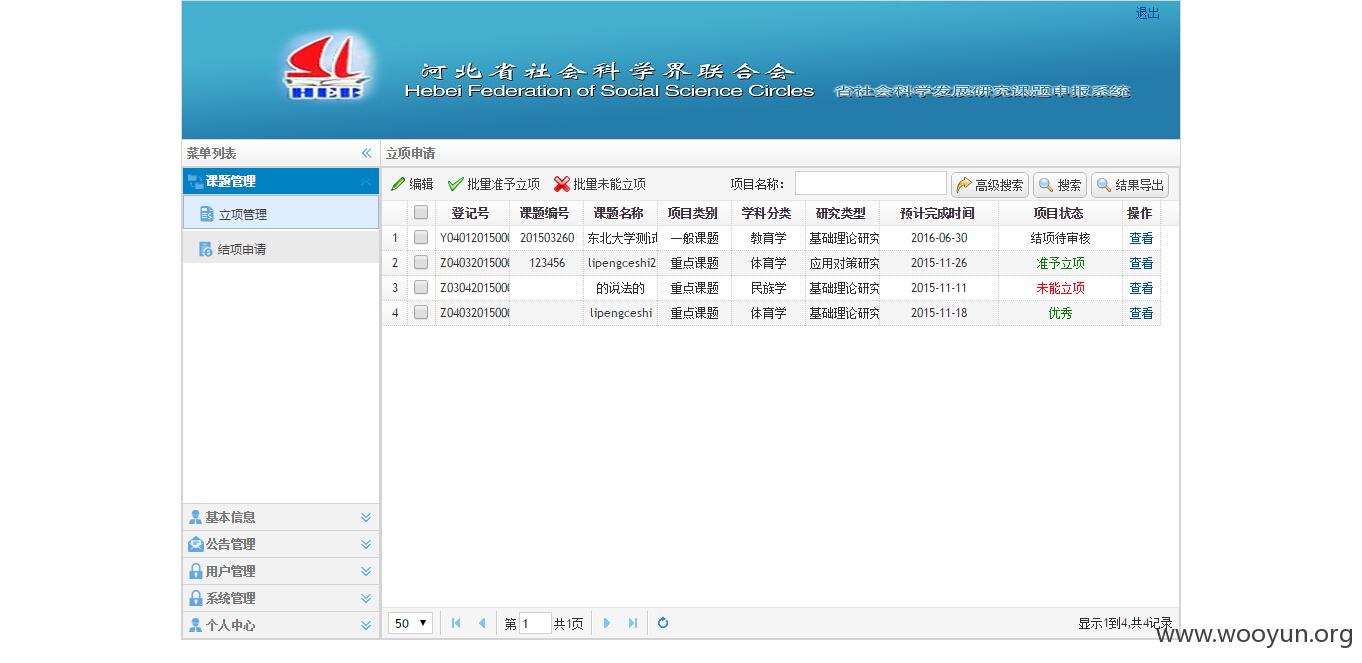 退出
河北省社会科学界联合会
Hebei Federation of Social Science Circles 省社会科学发展研究课题申报系统
菜单列表 立项申请
课题管理
立项管理
结项申请
编辑 批量准予立项 批量未能立项 项目名称: 高级搜索 搜索 结果导出
登记号 课题编号 课题名称 项目类别 学科分类 研究类型 预计完成时间 项目状态 操作
1 Y0401201500 201503260 东北大学测试 一般课题 教育学 基础理论研究 2016-06-30 结项待审核 查看
2 Z0403201500 123456 lipengceshi2 重点课题 体育学 应用对策研究 2015-11-26 准予立项 查看
3 Z0304201500 的说法的 重点课题 民族学 基础理论研究 2015-11-11 未能立项 查看
4 Z0403201500 lipengceshi 重点课题 体育学 基础理论研究 2015-11-18 优秀 查看
基本信息
公告管理
用户管理
系统管理
个人中心
50 第 1 共1页 显示1到4,共4记录
www.wooyun.org